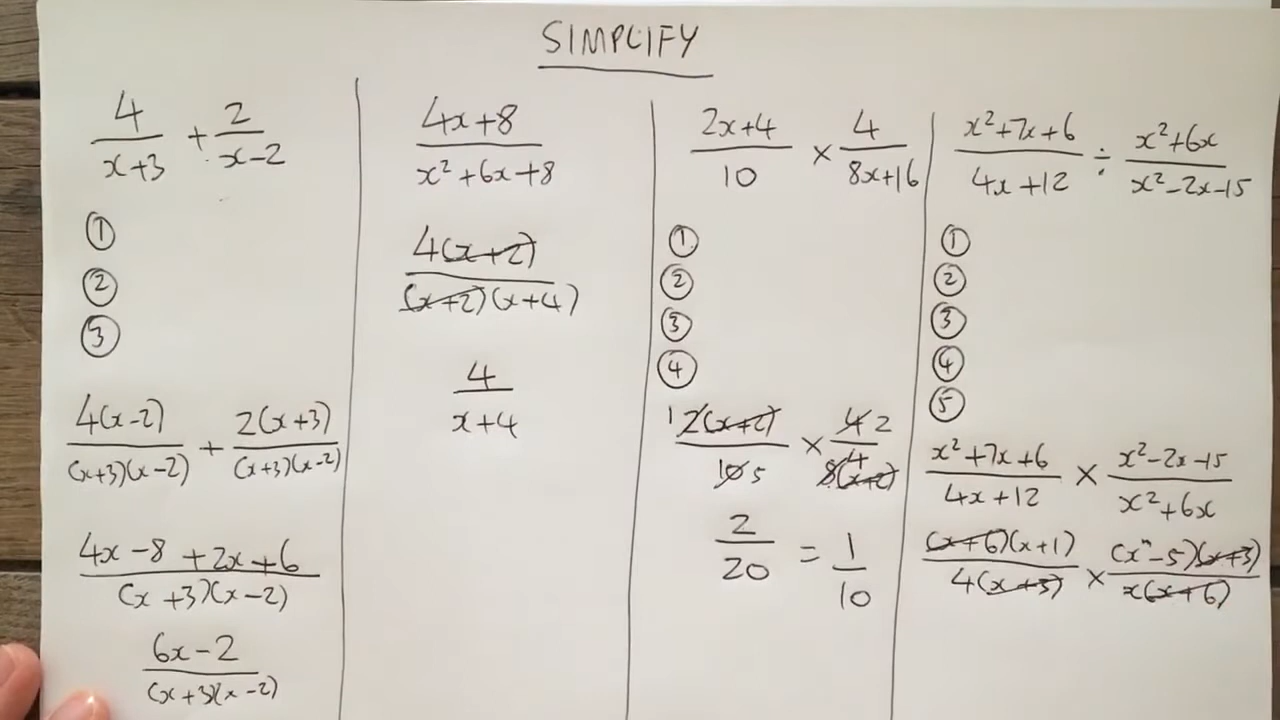 SIMPLIFY
4/(x+3) + 2/(x-2)
①
②
③
4(x-2)/((x+3)(x-2)) + 2(x+3)/((x+3)(x-2))
(4x-8+2x+6)/((x+3)(x-2))
(6x-2)/((x+3)(x-2))
(4x+8)/(x²+6x+8)
4(x+2)/((x+2)(x+4))
4/(x+4)
(2x+4)/10 × 4/(8x+16)
①
②
③
④
1 2(x+2)/(10 5) × 4 2/(4 8(x+2))
2/20 = 1/10
(x²+7x+6)/(4x+12) ÷ (x²+6x)/(x²-2x-15)
①
②
③
④
⑤
(x²+7x+6)/(4x+12) × (x²-2x-15)/(x²+6x)
(x+6)(x+1)/(4(x+3)) × (x-5)(x+3)/(x(x+6))